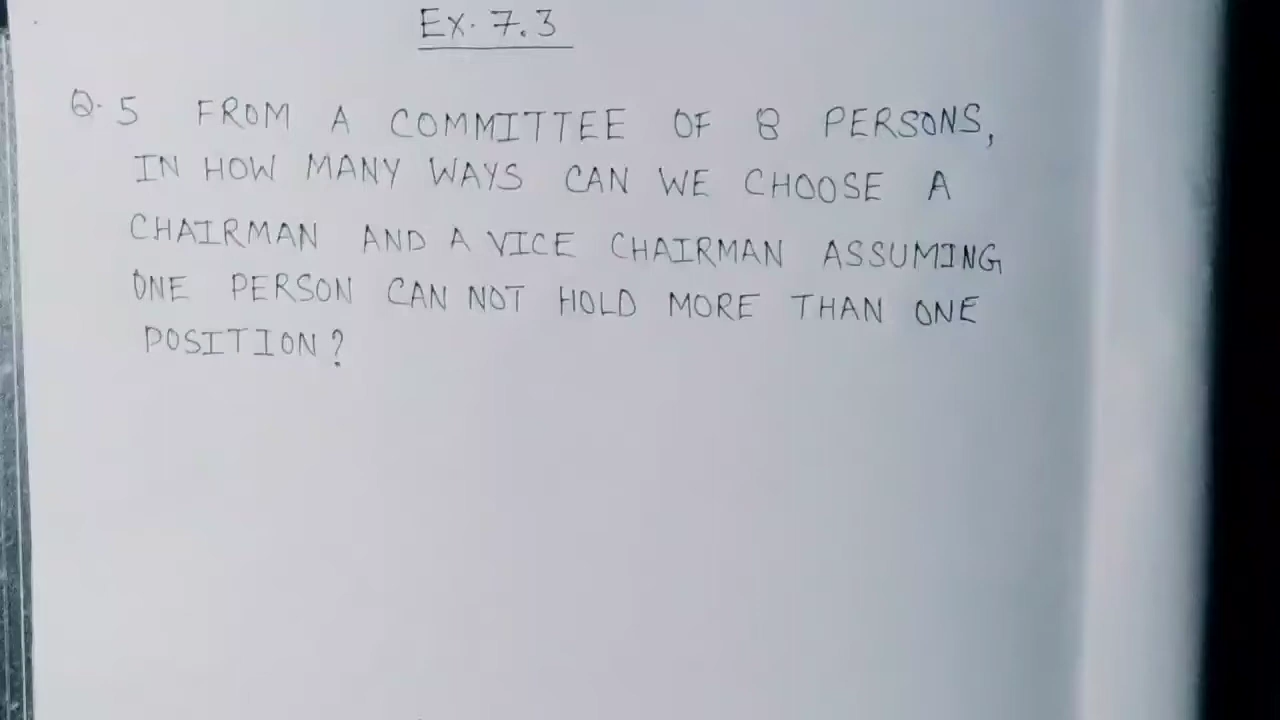 Ex. 7.3
Q. 5 FROM A COMMITTEE OF 8 PERSONS,
IN HOW MANY WAYS CAN WE CHOOSE A
CHAIRMAN AND A VICE CHAIRMAN ASSUMING
ONE PERSON CAN NOT HOLD MORE THAN ONE
POSITION?